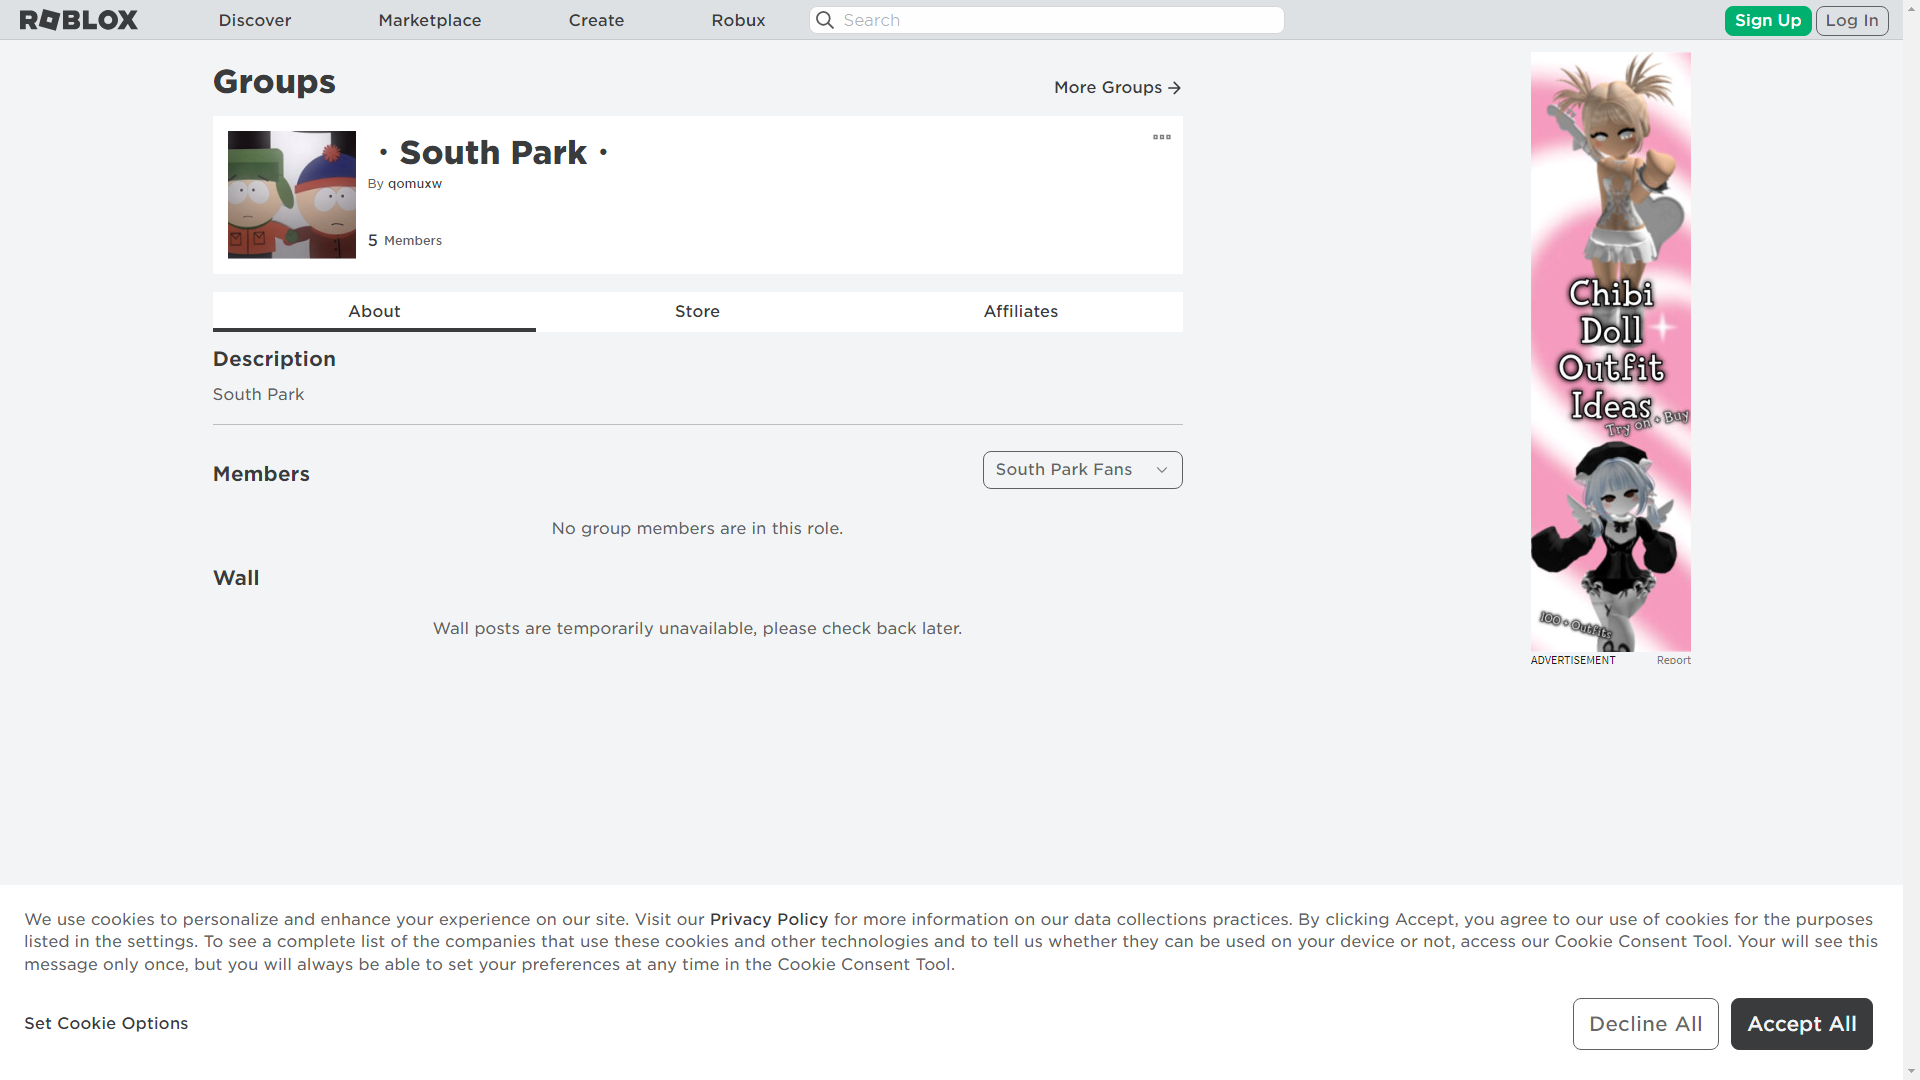 ROBLOX
Discover
Marketplace
Create
Robux
Search
Sign Up
Log In
Groups
More Groups
・South Park・
By qomuxw
5 Members
About
Store
Affiliates
Description
South Park
Members
South Park Fans
No group members are in this role.
Wall
Wall posts are temporarily unavailable, please check back later.
Chibi
Doll
Outfit
Ideas
Try on + Buy
100 + Outfits
ADVERTISEMENT
Report
We use cookies to personalize and enhance your experience on our site. Visit our Privacy Policy for more information on our data collections practices. By clicking Accept, you agree to our use of cookies for the purposes
listed in the settings. To see a complete list of the companies that use these cookies and other technologies and to tell us whether they can be used on your device or not, access our Cookie Consent Tool. Your will see this
message only once, but you will always be able to set your preferences at any time in the Cookie Consent Tool.
Set Cookie Options
Decline All
Accept All